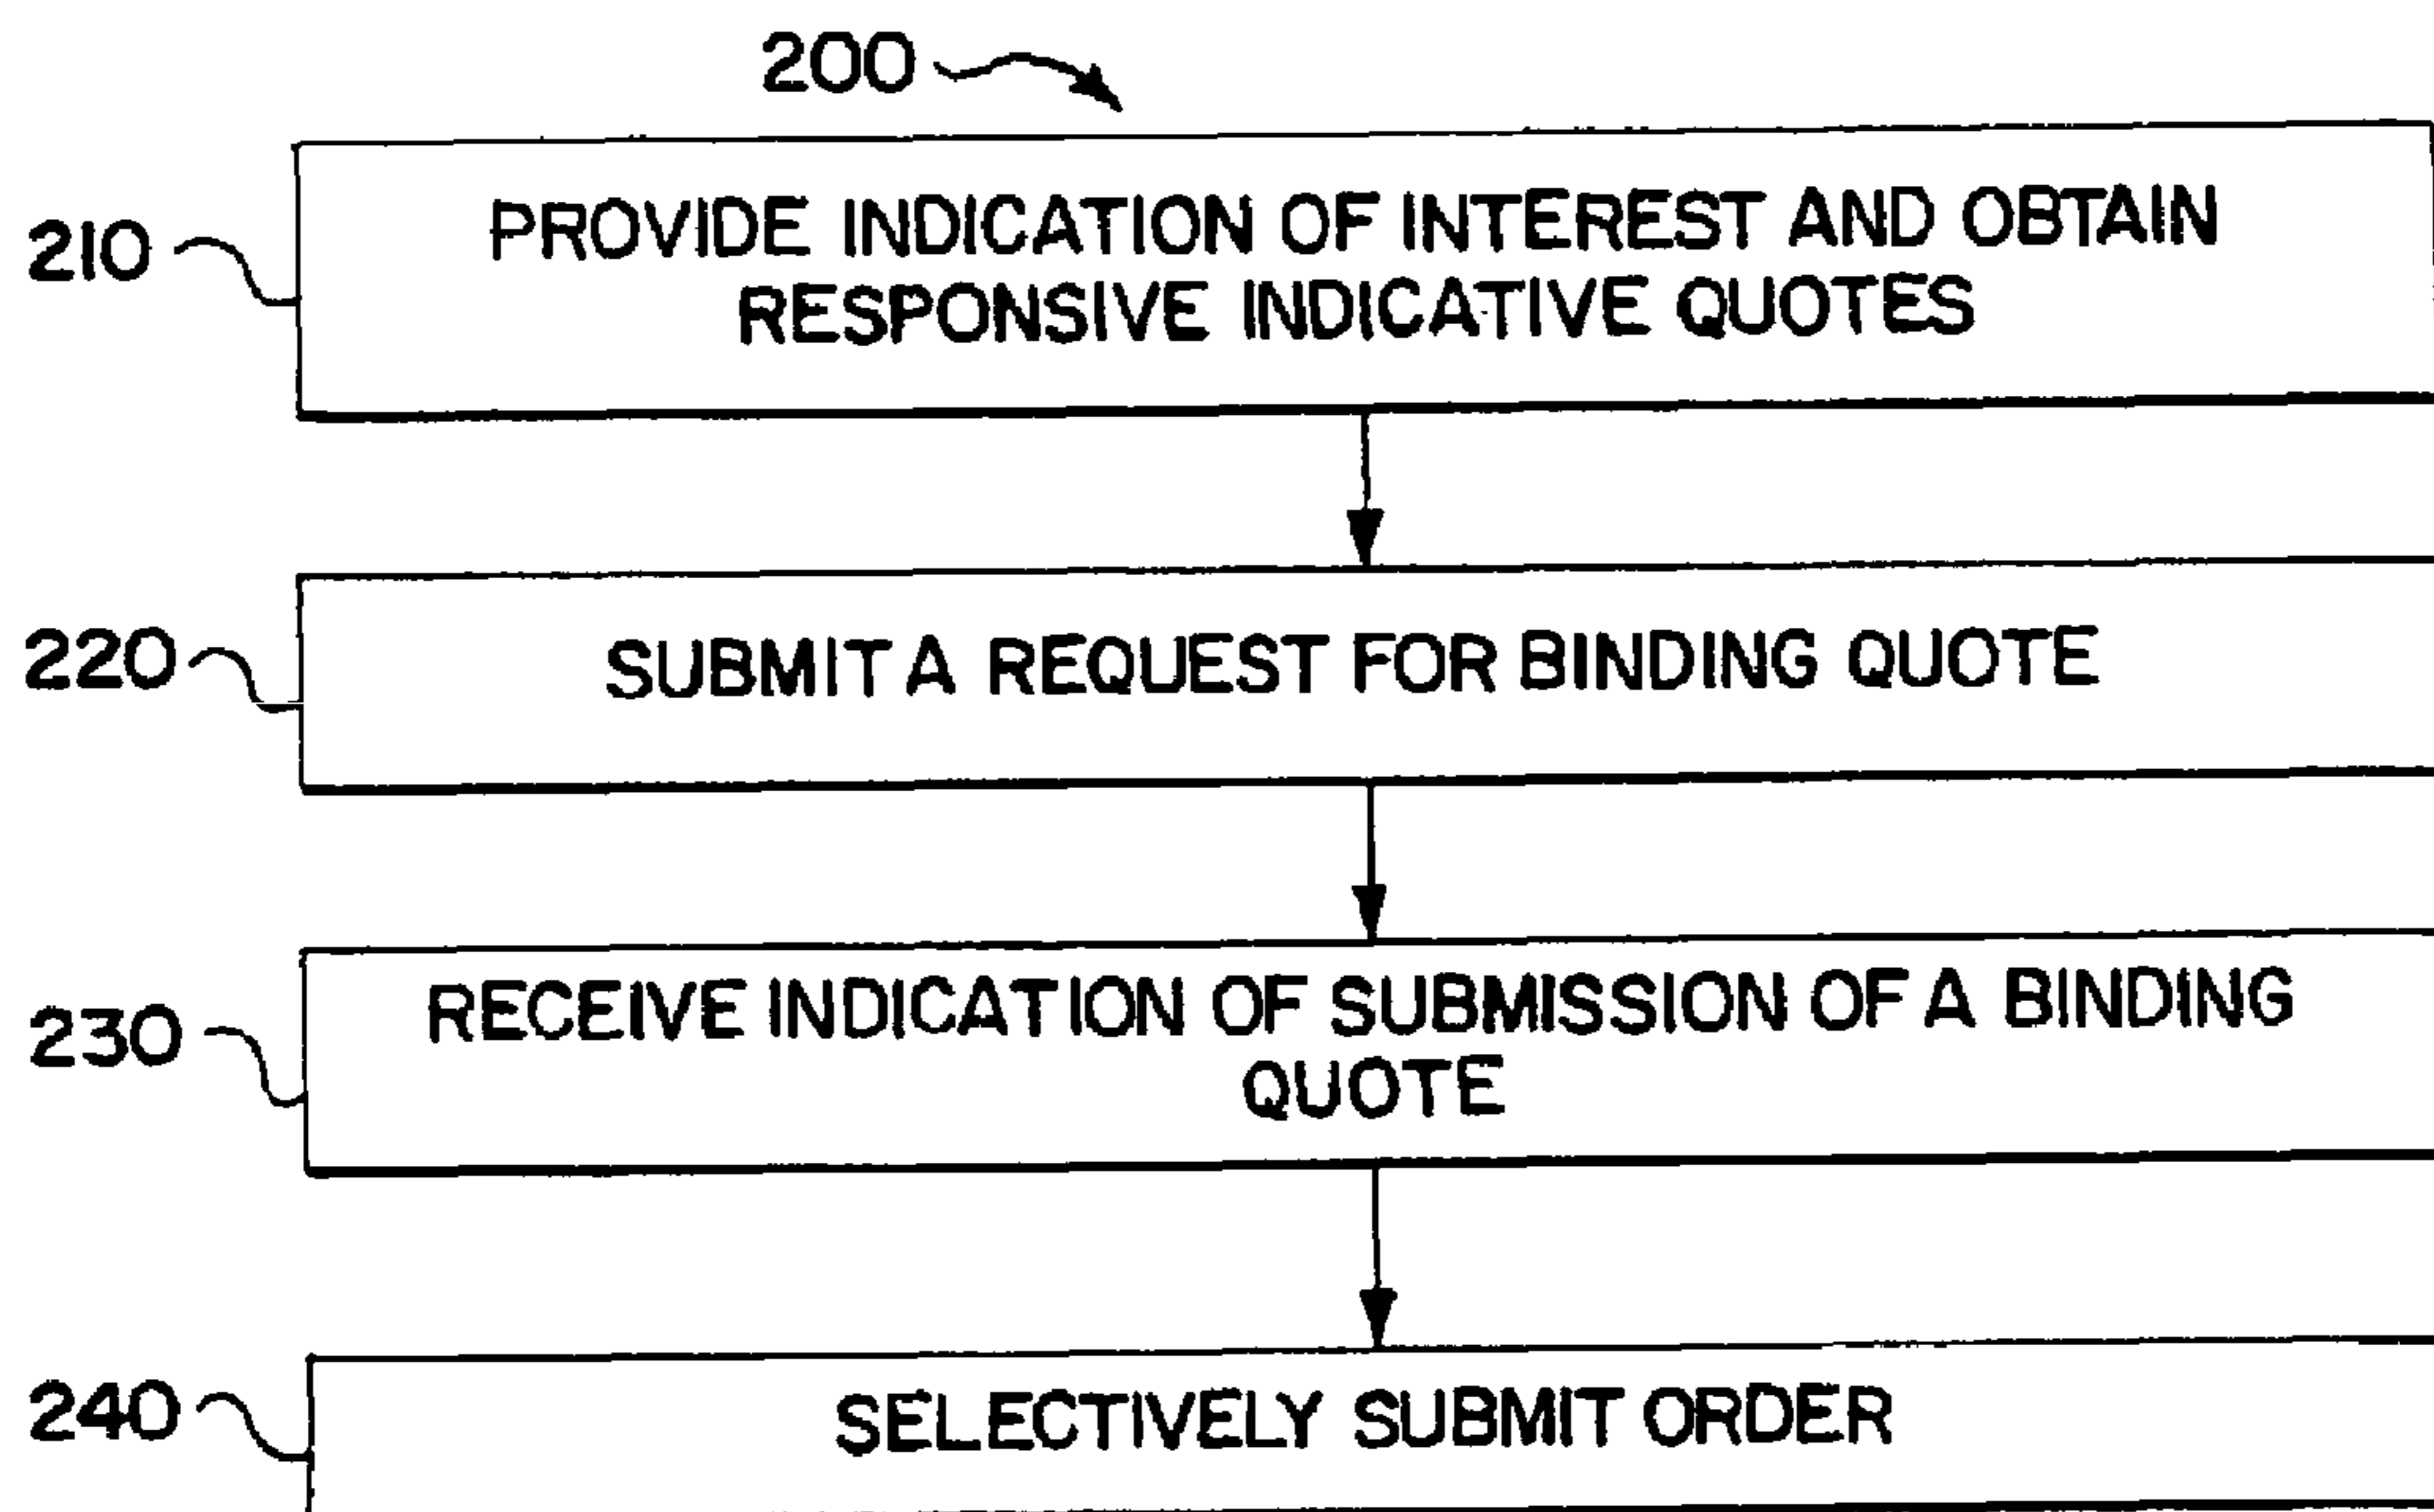 200
210
PROVIDE INDICATION OF INTEREST AND OBTAIN
RESPONSIVE INDICATIVE QUOTES
220
SUBMIT A REQUEST FOR BINDING QUOTE
230
RECEIVE INDICATION OF SUBMISSION OF A BINDING
QUOTE
240
SELECTIVELY SUBMIT ORDER